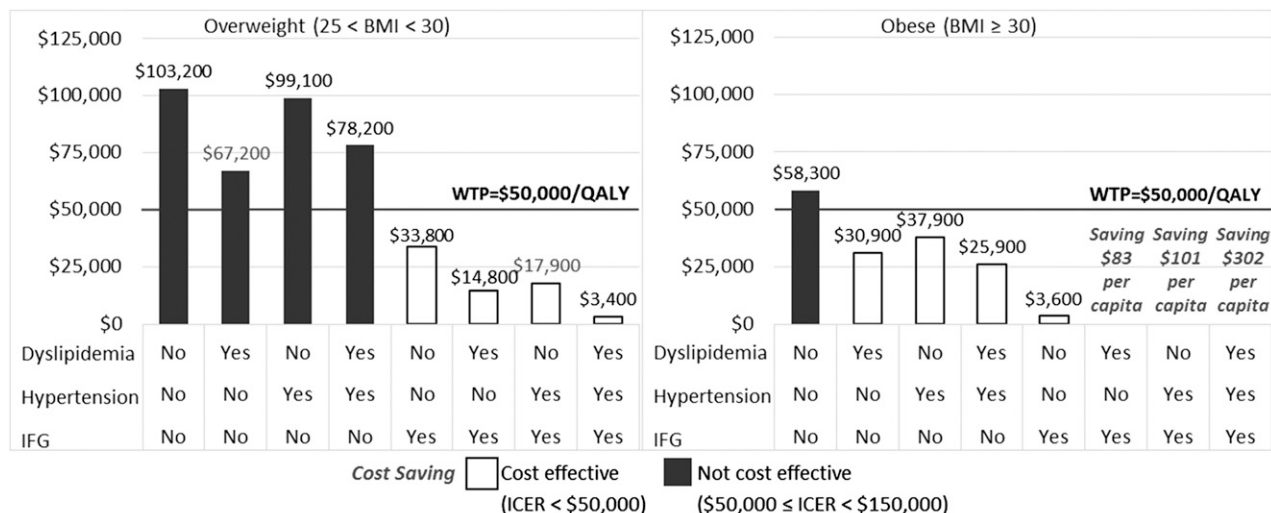 Overweight (25 < BMI < 30)
$125,000
$100,000
$75,000
$50,000
$25,000
$0
$103,200
$67,200
$99,100
$78,200
$33,800
$14,800
$17,900
$3,400
WTP=$50,000/QALY
Dyslipidemia No Yes No Yes No Yes No Yes
Hypertension No No Yes Yes No No Yes Yes
IFG No No No No Yes Yes Yes Yes
Obese (BMI ≥ 30)
$125,000
$100,000
$75,000
$50,000
$25,000
$0
$58,300
$30,900
$37,900
$25,900
$3,600
WTP=$50,000/QALY
Saving
$83
per
capita
Saving
$101
per
capita
Saving
$302
per
capita
Dyslipidemia No Yes No Yes No Yes No Yes
Hypertension No No Yes Yes No No Yes Yes
IFG No No No No Yes Yes Yes Yes
Cost Saving
Cost effective
(ICER < $50,000)
Not cost effective
($50,000 ≤ ICER < $150,000)